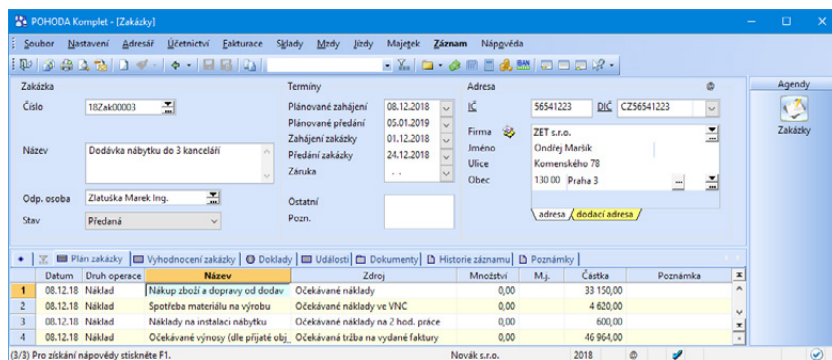 POHODA Komplet - [Zakázky]
Soubor Nastavení Adresář Účetnictví Fakturace Sklady Mzdy Jízdy Majetek Záznam Nápověda
Zakázka Termíny Adresa @ Agendy
Číslo 18Zak00003 Plánované zahájení 08.12.2018 IČ 56541223 DIČ CZ56541223
Plánované předání 05.01.2019
Zakázky
Zahájení zakázky 01.12.2018 Firma ZET s.r.o.
Název Dodávka nábytku do 3 kanceláří Předání zakázky 24.12.2018 Jméno Ondřej Maršík
Záruka . . Ulice Komenského 78
Obec 130 00 Praha 3 ...
Odp. osoba Zlatuška Marek Ing. Ostatní
Stav Předaná Pozn. adresa dodací adresa
Plán zakázky Vyhodnocení zakázky Doklady Události Dokumenty Historie záznamu Poznámky
Datum Druh operace Název Zdroj Množství M.j. Částka Poznámka
1 08.12.18 Náklad Nákup zboží a dopravy od dodav Očekávané náklady 0,00 33 150,00
2 08.12.18 Náklad Spotřeba materiálu na výrobu Očekávané náklady ve VNC 0,00 4 620,00
3 08.12.18 Náklad Náklady na instalaci nábytku Očekávané náklady na 2 hod. práce 0,00 600,00
4 08.12.18 Náklad Očekávané výnosy (dle přijaté obj_ Očekávaná tržba na vydané faktury 0,00 46 964,00
(3/3) Pro získání nápovědy stiskněte F1. Novák s.r.o. 2018 @